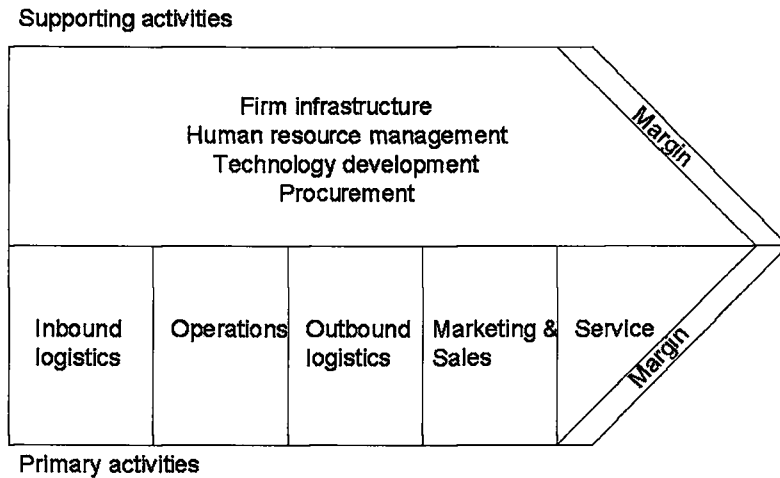 Supporting activities
Firm infrastructure
Human resource management
Technology development
Procurement
Margin
Inbound
logistics
Operations
Outbound
logistics
Marketing &
Sales
Service
Margin
Primary activities